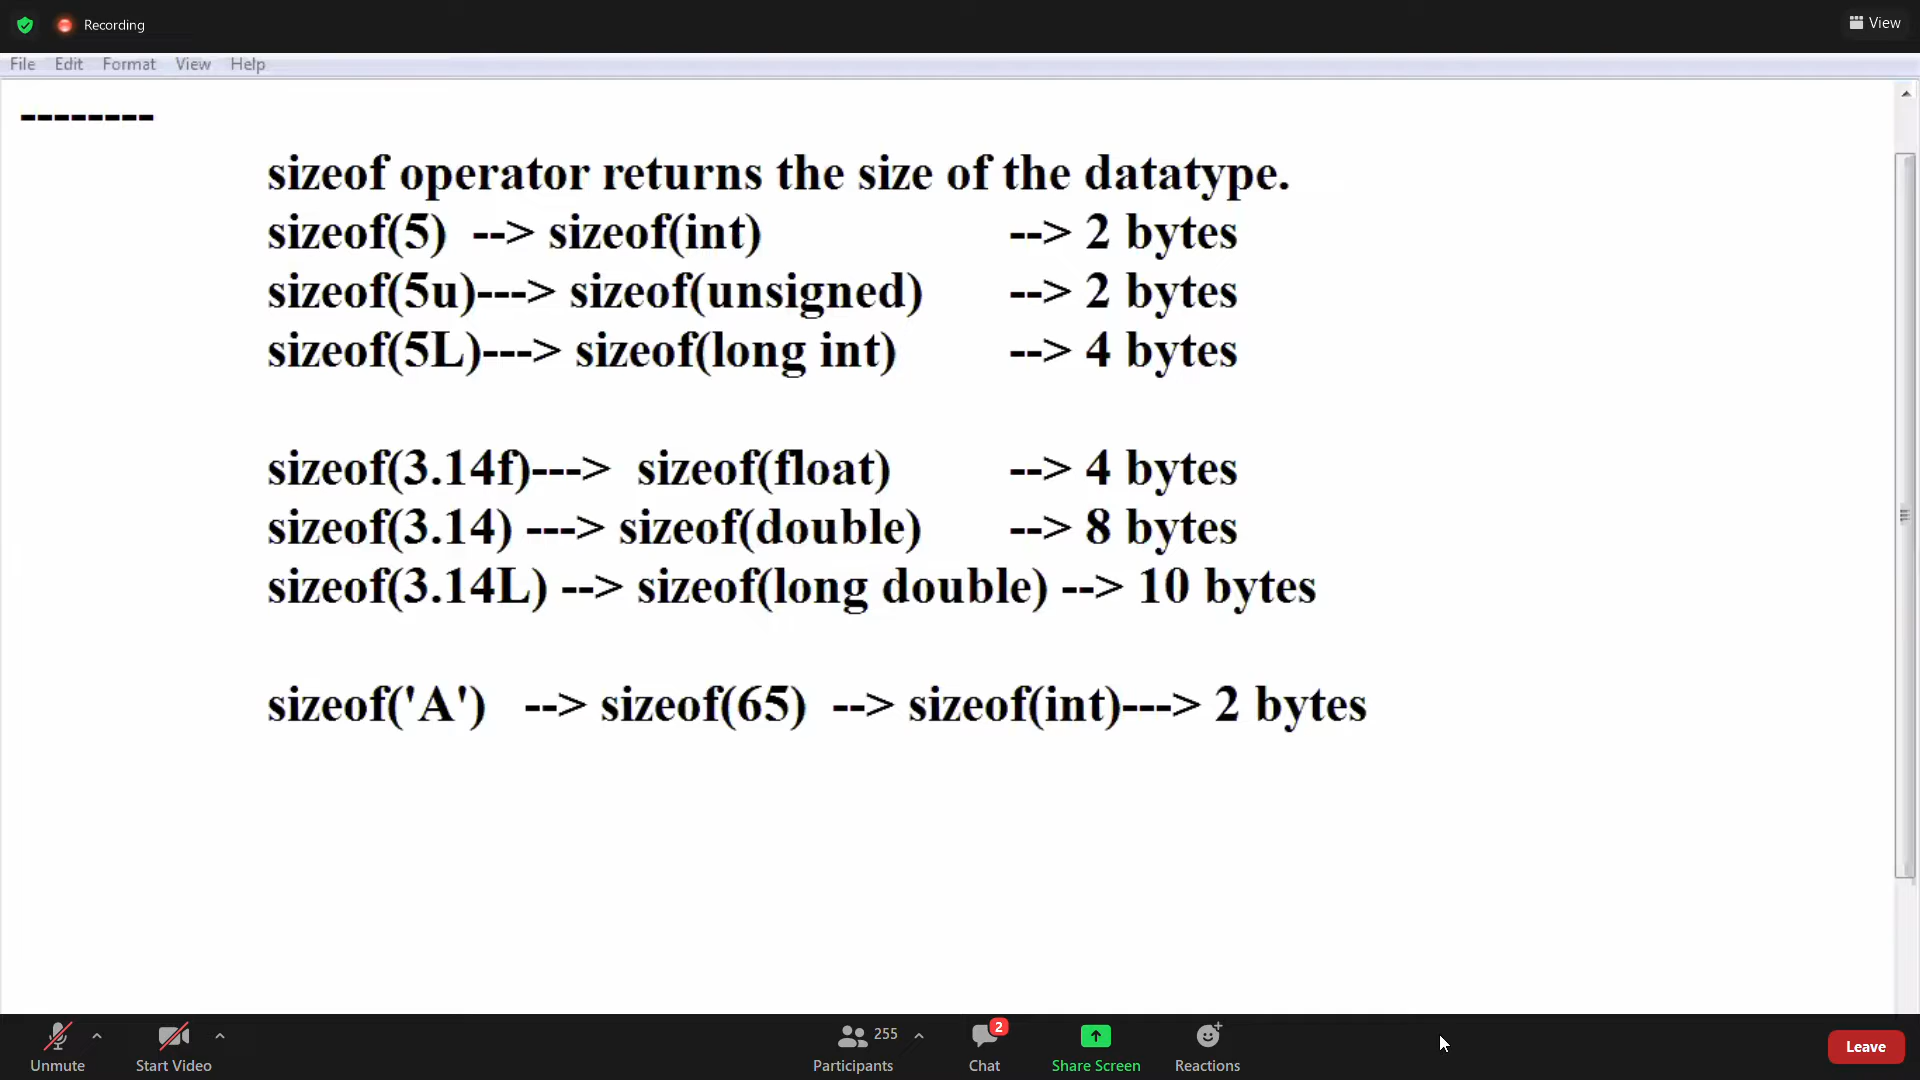 Recording
View
File Edit Format View Help
--------
sizeof operator returns the size of the datatype.
sizeof(5) --> sizeof(int) --> 2 bytes
sizeof(5u)---> sizeof(unsigned) --> 2 bytes
sizeof(5L)---> sizeof(long int) --> 4 bytes
sizeof(3.14f)---> sizeof(float) --> 4 bytes
sizeof(3.14) ---> sizeof(double) --> 8 bytes
sizeof(3.14L) --> sizeof(long double) --> 10 bytes
sizeof('A') --> sizeof(65) --> sizeof(int)---> 2 bytes
255 2
Unmute Start Video Participants Chat Share Screen Reactions Leave